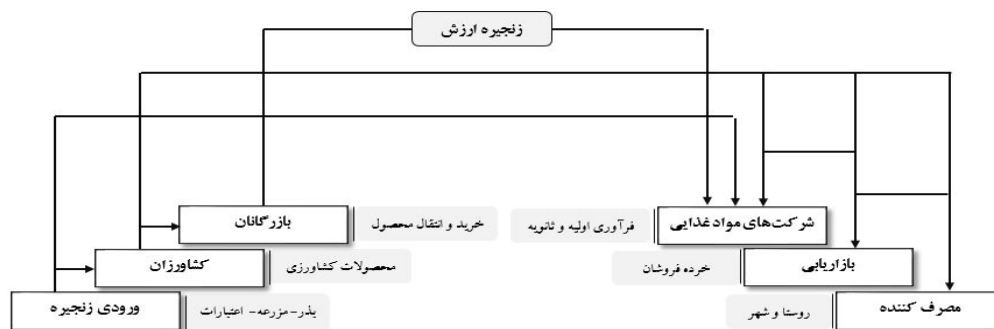 زنجیره ارزش
شرکت‌های مواد غذایی
فرآوری اولیه و ثانویه
خرید و انتقال محصول
بازرگانان
بازاریابی
خرده فروشان
محصولات کشاورزی
کشاورزان
مصرف کننده
روستا و شهر
بذر-مزرعه- اعتبارات
ورودی زنجیره